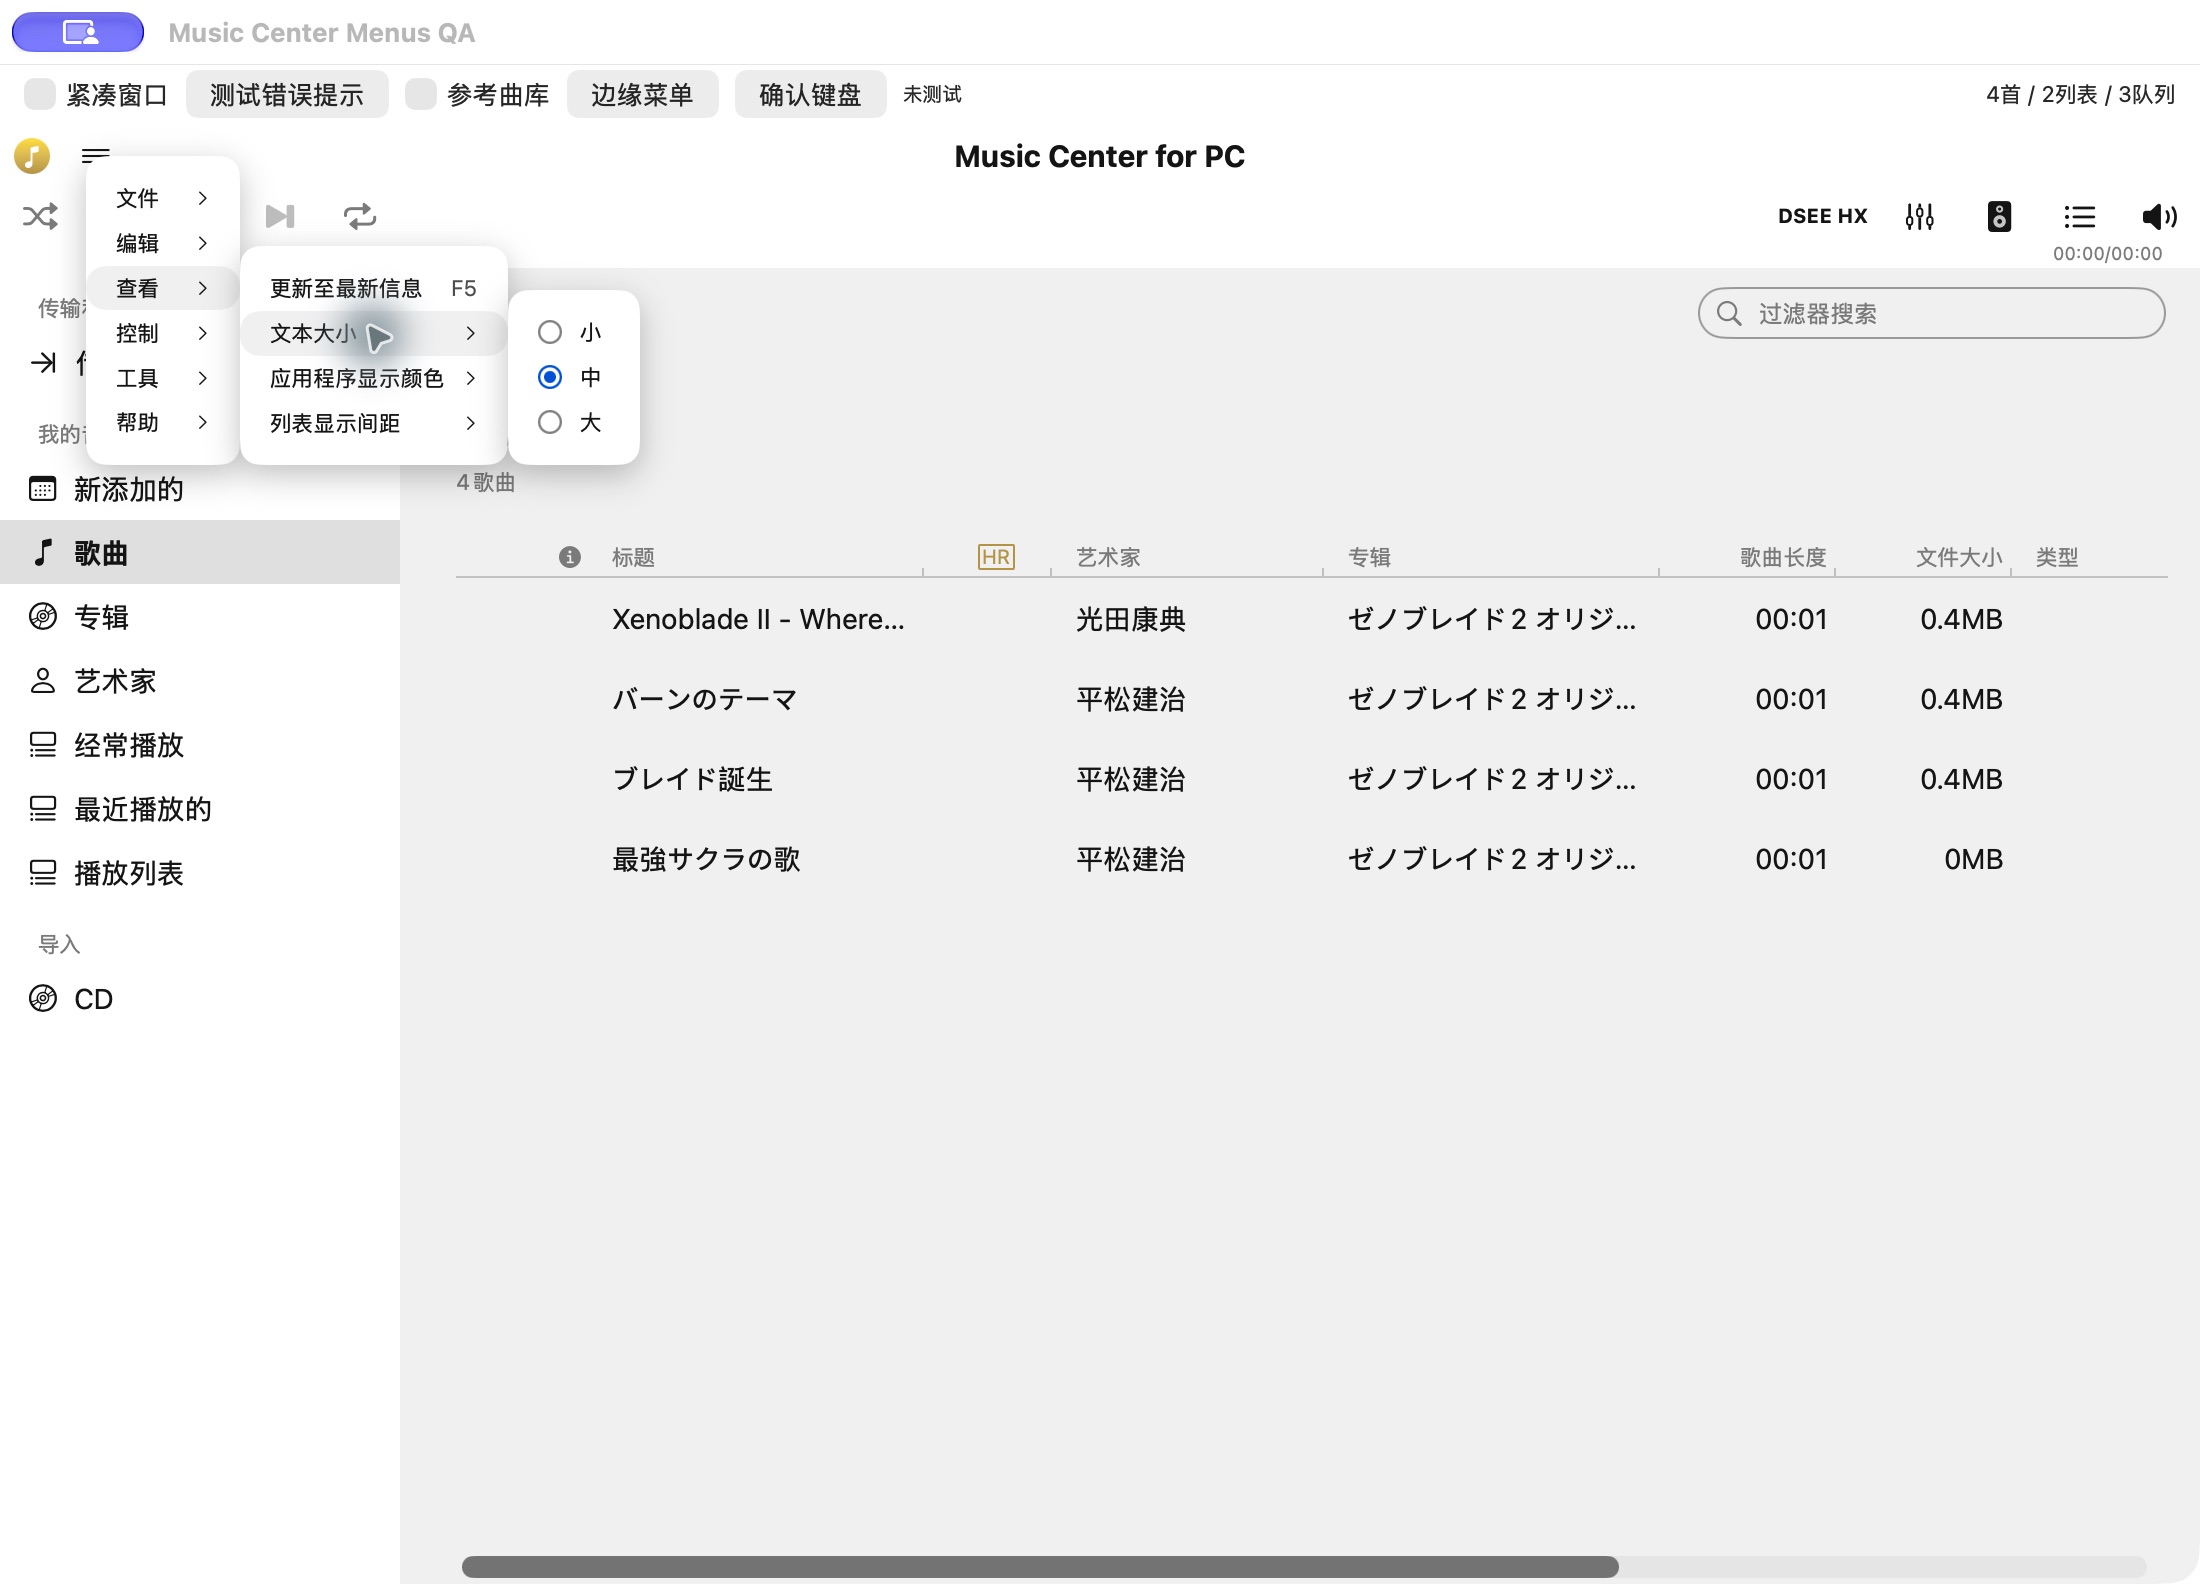 Music Center Menus QA
紧凑窗口 测试错误提示 参考曲库 边缘菜单 确认键盘 未测试 4首 / 2列表 / 3队列
Music Center for PC
文件
编辑
查看
控制
工具
帮助
更新至最新信息 F5
文本大小
应用程序显示颜色
列表显示间距
小
中
大
DSEE HX
00:00/00:00
过滤器搜索
传输
我的
新添加的
歌曲
专辑
艺术家
经常播放
最近播放的
播放列表
导入
CD
4歌曲
标题 HR 艺术家 专辑 歌曲长度 文件大小 类型
Xenoblade II - Where... 光田康典 ゼノブレイド2 オリジ... 00:01 0.4MB
バーンのテーマ 平松建治 ゼノブレイド2 オリジ... 00:01 0.4MB
ブレイド誕生 平松建治 ゼノブレイド2 オリジ... 00:01 0.4MB
最強サクラの歌 平松建治 ゼノブレイド2 オリジ... 00:01 0MB